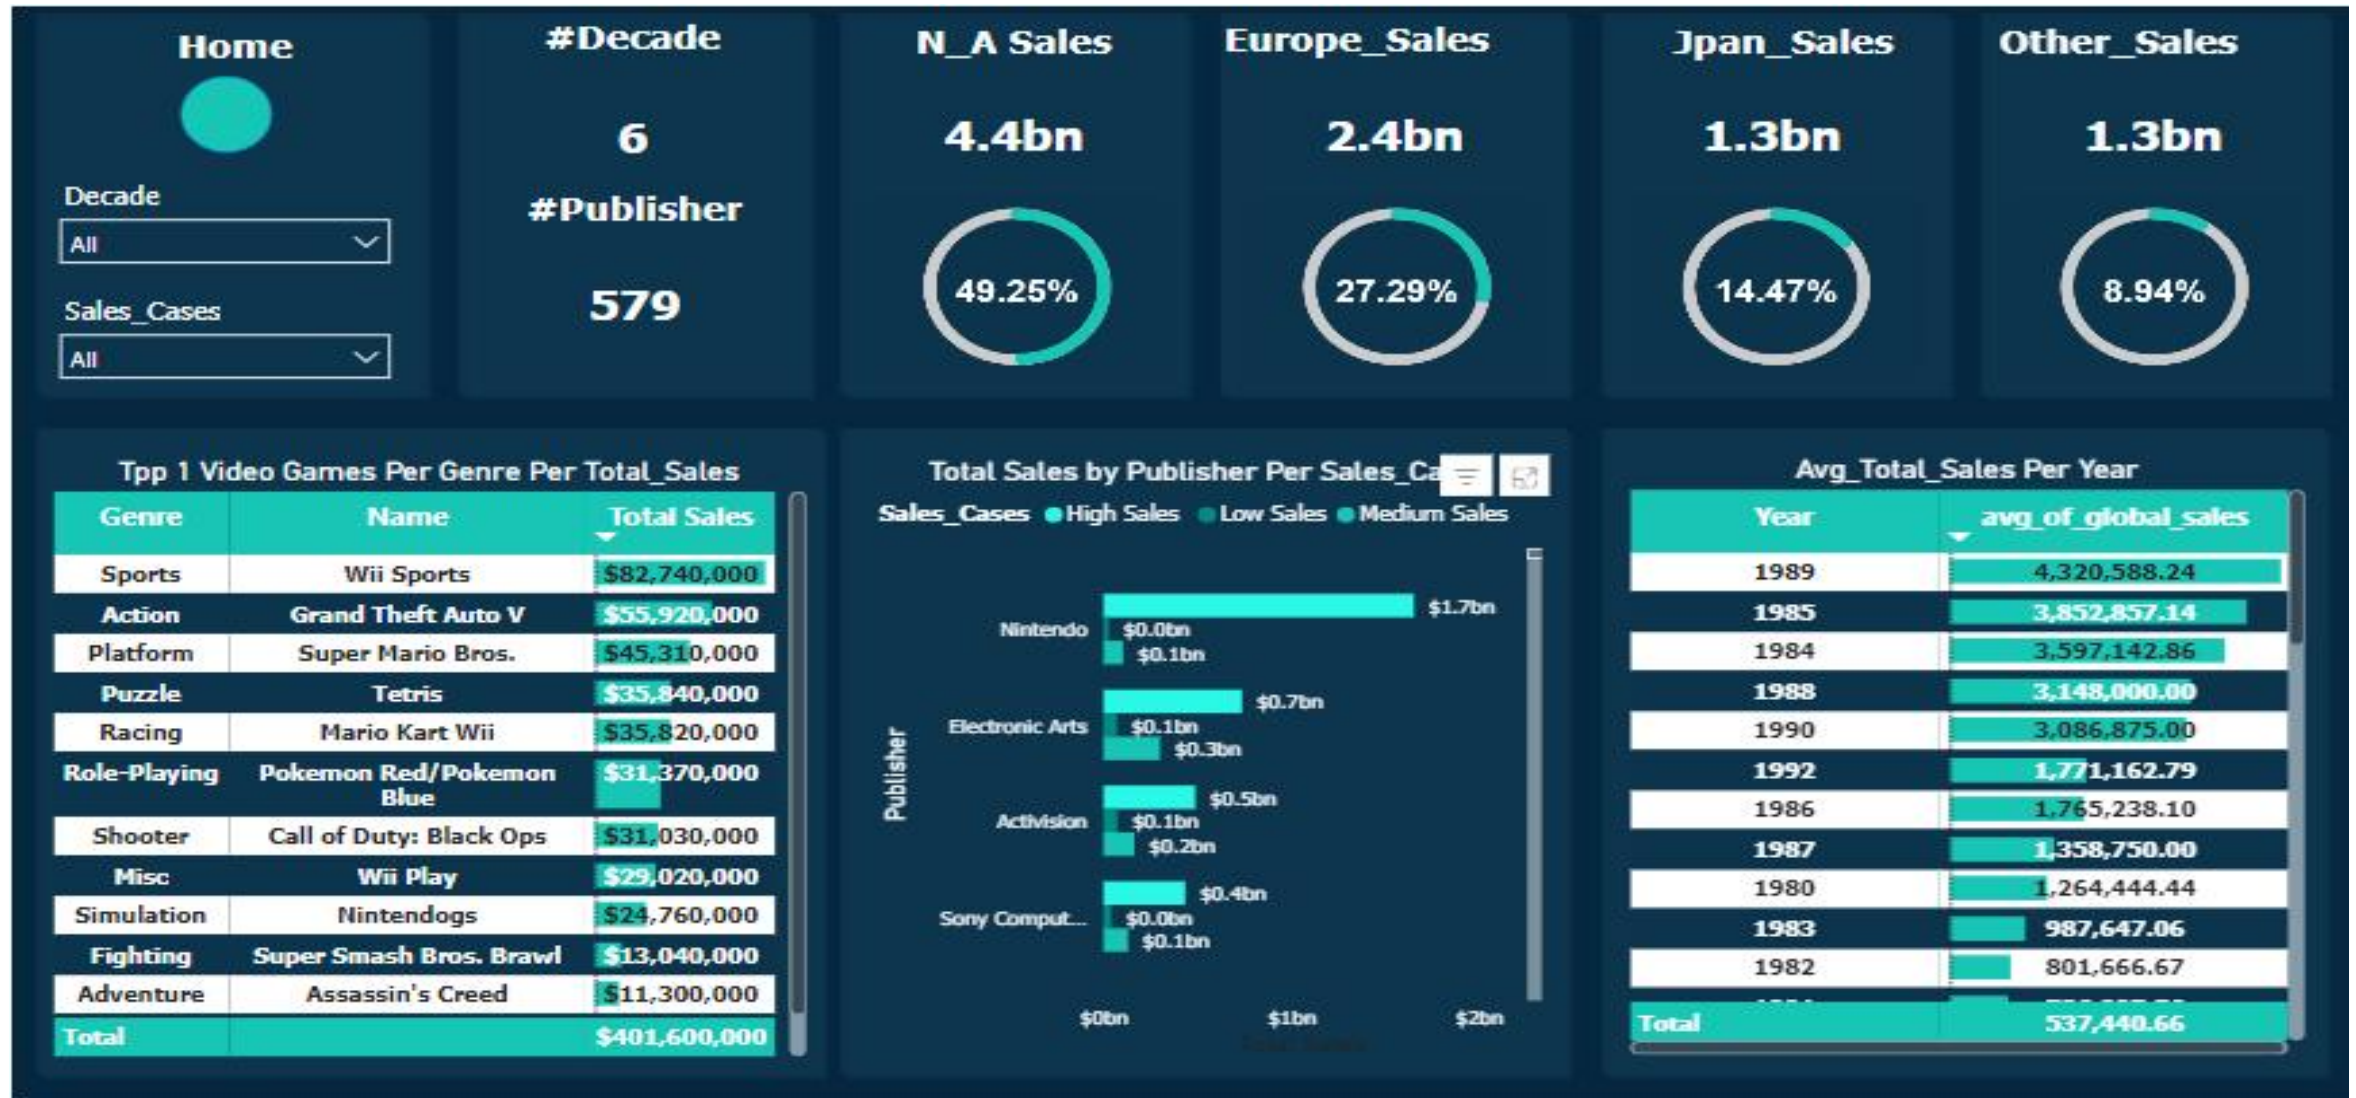 Home
Decade
All
Sales_Cases
All
#Decade
6
#Publisher
579
N_A Sales
4.4bn
49.25%
Europe_Sales
2.4bn
27.29%
Jpan_Sales
1.3bn
14.47%
Other_Sales
1.3bn
8.94%
Tpp 1 Video Games Per Genre Per Total_Sales
Genre Name Total Sales
Sports Wii Sports $82,740,000
Action Grand Theft Auto V $55,920,000
Platform Super Mario Bros. $45,310,000
Puzzle Tetris $35,840,000
Racing Mario Kart Wii $35,820,000
Role-Playing Pokemon Red/Pokemon $31,370,000
Blue
Shooter Call of Duty: Black Ops $31,030,000
Misc Wii Play $29,020,000
Simulation Nintendogs $24,760,000
Fighting Super Smash Bros. Brawl $13,040,000
Adventure Assassin's Creed $11,300,000
Total $401,600,000
Total Sales by Publisher Per Sales_Ca
Sales_Cases High Sales Low Sales Medium Sales
Publisher
$1.7bn
Nintendo $0.0bn
$0.1bn
$0.7bn
Electronic Arts $0.1bn
$0.3bn
$0.5bn
Activision $0.1bn
$0.2bn
$0.4bn
Sony Comput... $0.0bn
$0.1bn
$0bn $1bn $2bn
Avg_Total_Sales Per Year
Year avg_of_global_sales
1989 4,320,588.24
1985 3,852,857.14
1984 3,597,142.86
1988 3,148,000.00
1990 3,086,875.00
1992 1,771,162.79
1986 1,765,238.10
1987 1,358,750.00
1980 1,264,444.44
1983 987,647.06
1982 801,666.67
Total 537,440.66